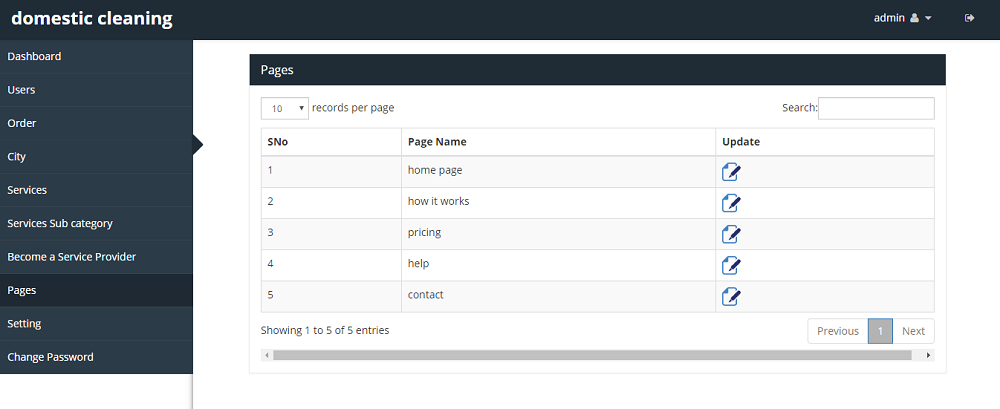 domestic cleaning
admin
Dashboard
Users
Order
City
Services
Services Sub category
Become a Service Provider
Pages
Setting
Change Password
Pages
10 records per page Search:
SNo Page Name Update
1 home page
2 how it works
3 pricing
4 help
5 contact
Showing 1 to 5 of 5 entries Previous 1 Next